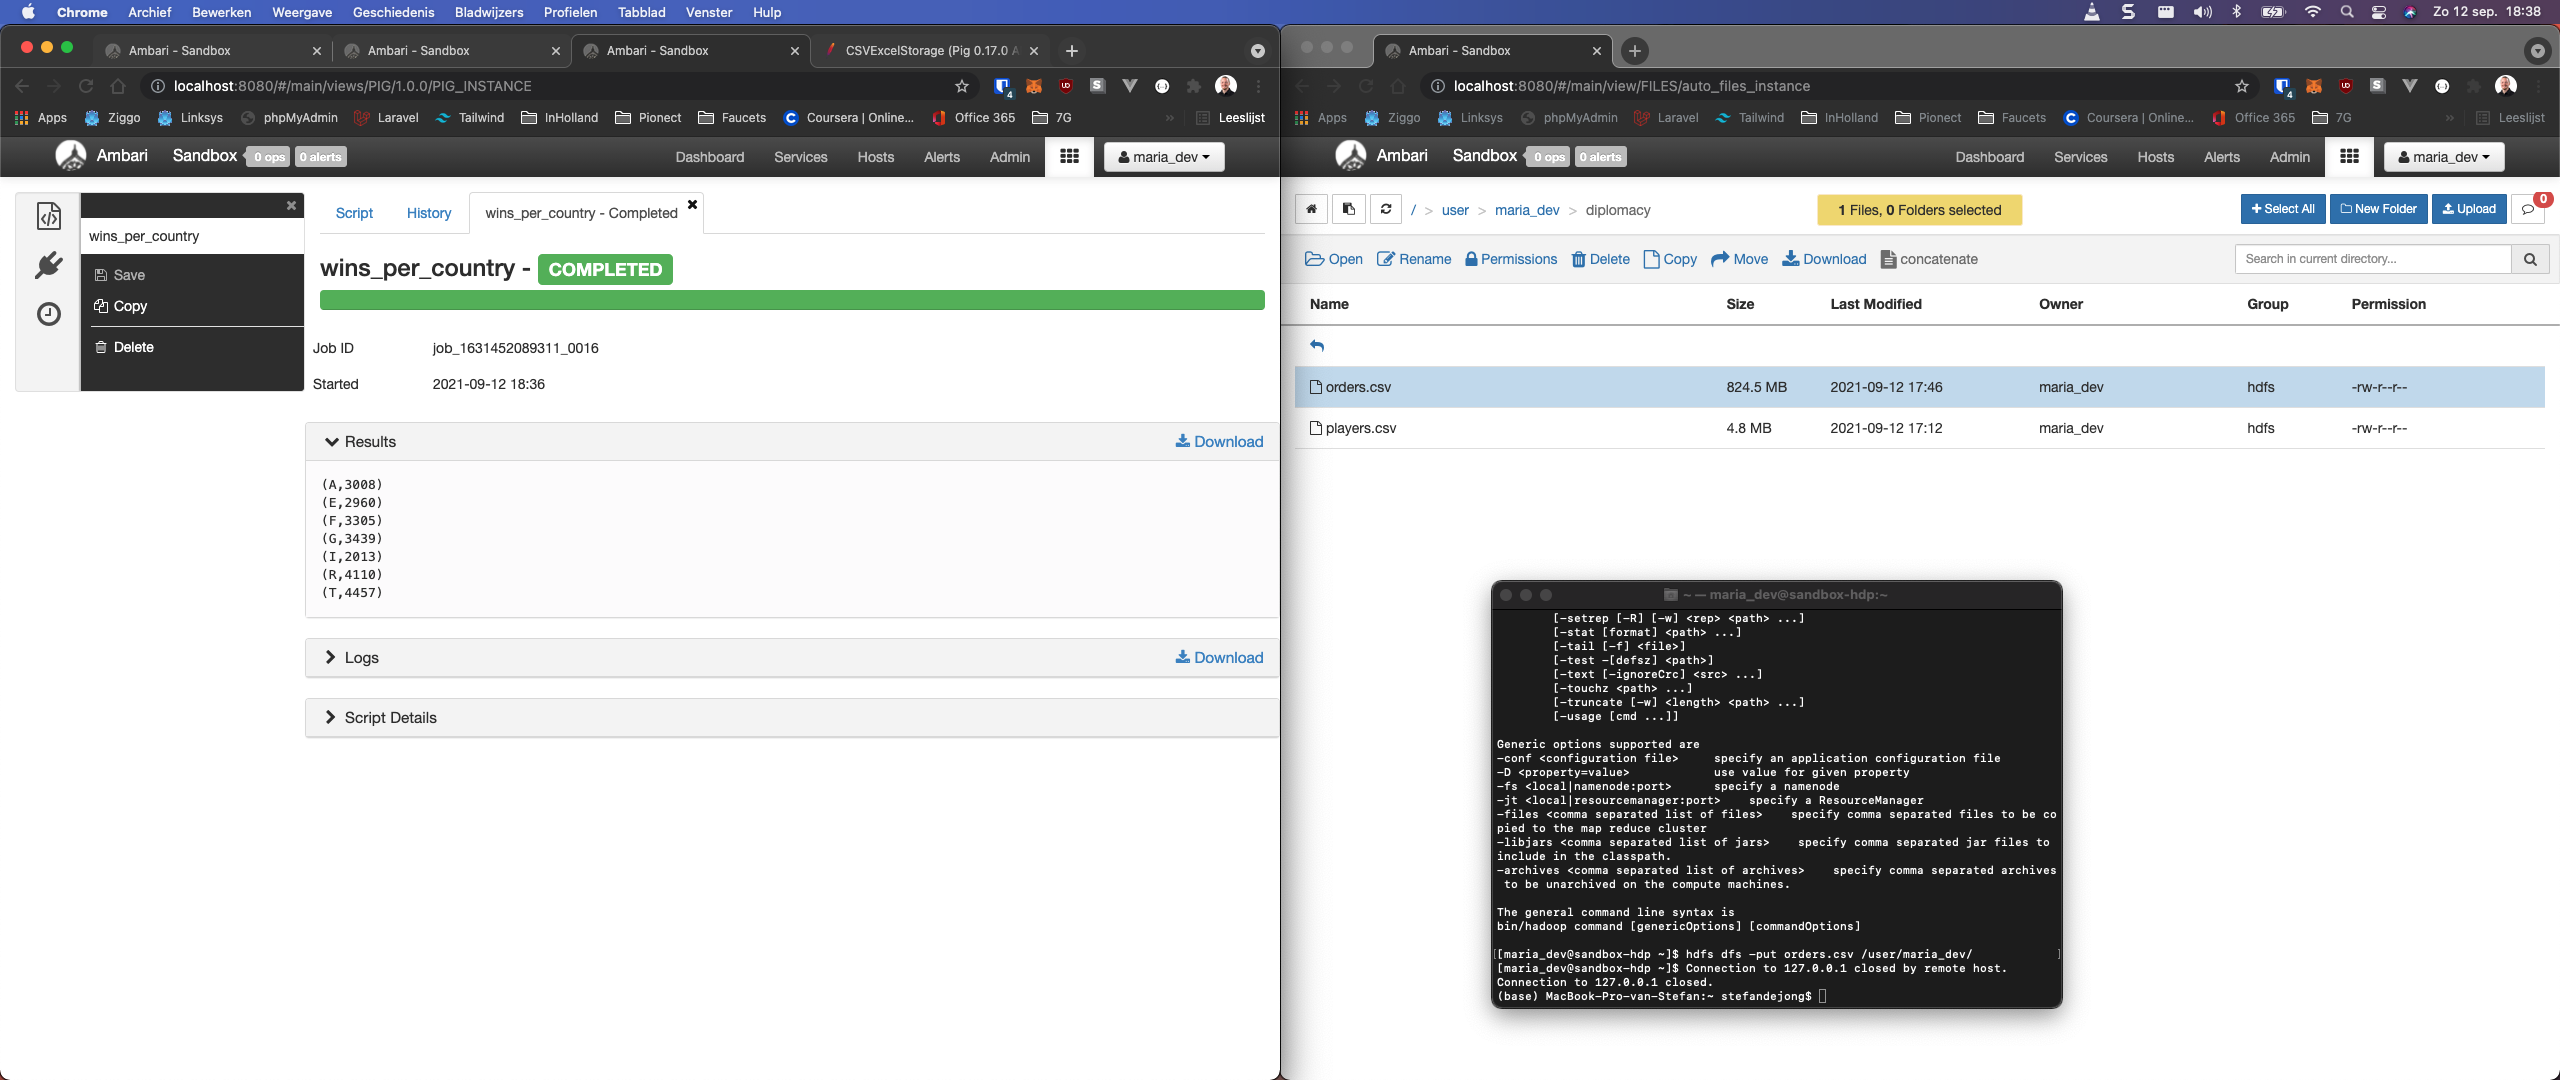 Chrome Archief Bewerken Weergave Geschiedenis Bladwijzers Profielen Tabblad Venster Hulp
Zo 12 sep. 18:38
Ambari - Sandbox
Ambari - Sandbox
Ambari - Sandbox
CSVExcelStorage (Pig 0.17.0 A
localhost:8080/#/main/views/PIG/1.0.0/PIG_INSTANCE
4
Apps Ziggo Linksys phpMyAdmin Laravel Tailwind InHolland Pionect Faucets Coursera | Online... Office 365 7G » Leeslijst
Ambari Sandbox 0 ops 0 alerts Dashboard Services Hosts Alerts Admin maria_dev
wins_per_country
Save
Copy
Delete
Script History wins_per_country - Completed
wins_per_country - COMPLETED
Job ID job_1631452089311_0016
Started 2021-09-12 18:36
Results Download
(A,3008)
(E,2960)
(F,3305)
(G,3439)
(I,2013)
(R,4110)
(T,4457)
Logs Download
Script Details
Ambari - Sandbox
localhost:8080/#/main/view/FILES/auto_files_instance
4
Apps Ziggo Linksys phpMyAdmin Laravel Tailwind InHolland Pionect Faucets Coursera | Online... Office 365 7G » Leeslijst
Ambari Sandbox 0 ops 0 alerts Dashboard Services Hosts Alerts Admin maria_dev
/ > user > maria_dev > diplomacy 1 Files, 0 Folders selected + Select All New Folder Upload 0
Open Rename Permissions Delete Copy Move Download concatenate Search in current directory...
Name Size Last Modified Owner Group Permission
orders.csv 824.5 MB 2021-09-12 17:46 maria_dev hdfs -rw-r--r--
players.csv 4.8 MB 2021-09-12 17:12 maria_dev hdfs -rw-r--r--
~ — maria_dev@sandbox-hdp:~
[-setrep [-R] [-w] <rep> <path> ...]
[-stat [format] <path> ...]
[-tail [-f] <file>]
[-test -[defsz] <path>]
[-text [-ignoreCrc] <src> ...]
[-touchz <path> ...]
[-truncate [-w] <length> <path> ...]
[-usage [cmd ...]]
Generic options supported are
-conf <configuration file>     specify an application configuration file
-D <property=value>            use value for given property
-fs <local|namenode:port>      specify a namenode
-jt <local|resourcemanager:port>    specify a ResourceManager
-files <comma separated list of files>    specify comma separated files to be co
pied to the map reduce cluster
-libjars <comma separated list of jars>    specify comma separated jar files to
include in the classpath.
-archives <comma separated list of archives>    specify comma separated archives
to be unarchived on the compute machines.
The general command line syntax is
bin/hadoop command [genericOptions] [commandOptions]
[[maria_dev@sandbox-hdp ~]$ hdfs dfs -put orders.csv /user/maria_dev/ ]
[maria_dev@sandbox-hdp ~]$ Connection to 127.0.0.1 closed by remote host.
Connection to 127.0.0.1 closed.
(base) MacBook-Pro-van-Stefan:~ stefandejong$